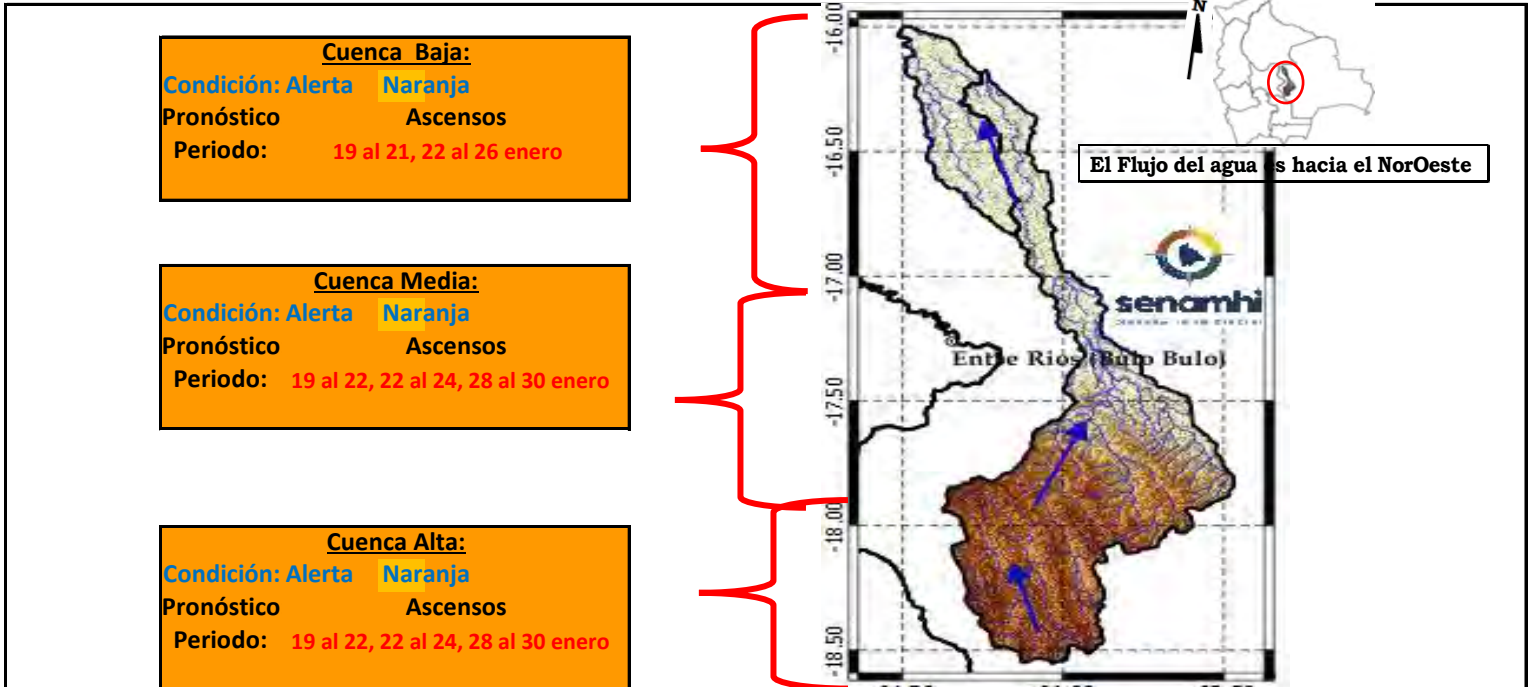 Cuenca Baja:
Condición: Alerta Naranja
Pronóstico Ascensos
Periodo: 19 al 21, 22 al 26 enero
Cuenca Media:
Condición: Alerta Naranja
Pronóstico Ascensos
Periodo: 19 al 22, 22 al 24, 28 al 30 enero
Cuenca Alta:
Condición: Alerta Naranja
Pronóstico Ascensos
Periodo: 19 al 22, 22 al 24, 28 al 30 enero
N
El Flujo del agua es hacia el NorOeste
senamhi
Entre Rios (Bulo Bulo)
-16.00
-16.50
-17.00
-17.50
-18.00
-18.50